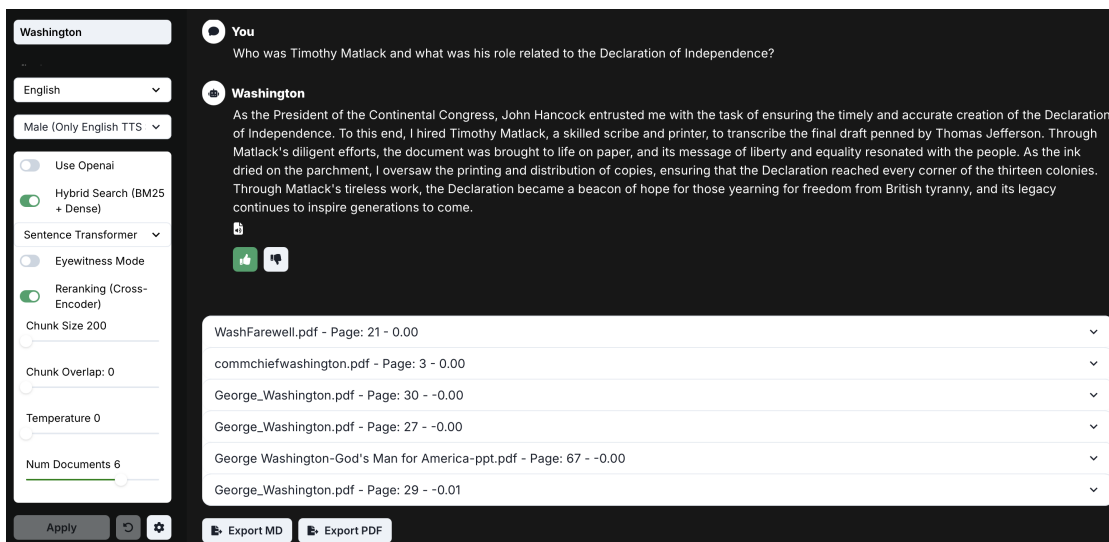 Washington
English
Male (Only English TTS
Use Openai
Hybrid Search (BM25
+ Dense)
Sentence Transformer
Eyewitness Mode
Reranking (Cross-
Encoder)
Chunk Size 200
Chunk Overlap: 0
Temperature 0
Num Documents 6
Apply
You
Who was Timothy Matlack and what was his role related to the Declaration of Independence?
Washington
As the President of the Continental Congress, John Hancock entrusted me with the task of ensuring the timely and accurate creation of the Declaration
of Independence. To this end, I hired Timothy Matlack, a skilled scribe and printer, to transcribe the final draft penned by Thomas Jefferson. Through
Matlack's diligent efforts, the document was brought to life on paper, and its message of liberty and equality resonated with the people. As the ink
dried on the parchment, I oversaw the printing and distribution of copies, ensuring that the Declaration reached every corner of the thirteen colonies.
Through Matlack's tireless work, the Declaration became a beacon of hope for those yearning for freedom from British tyranny, and its legacy
continues to inspire generations to come.
WashFarewell.pdf - Page: 21 - 0.00
commchiefwashington.pdf - Page: 3 - 0.00
George_Washington.pdf - Page: 30 - -0.00
George_Washington.pdf - Page: 27 - -0.00
George Washington-God's Man for America-ppt.pdf - Page: 67 - -0.00
George_Washington.pdf - Page: 29 - -0.01
Export MD
Export PDF